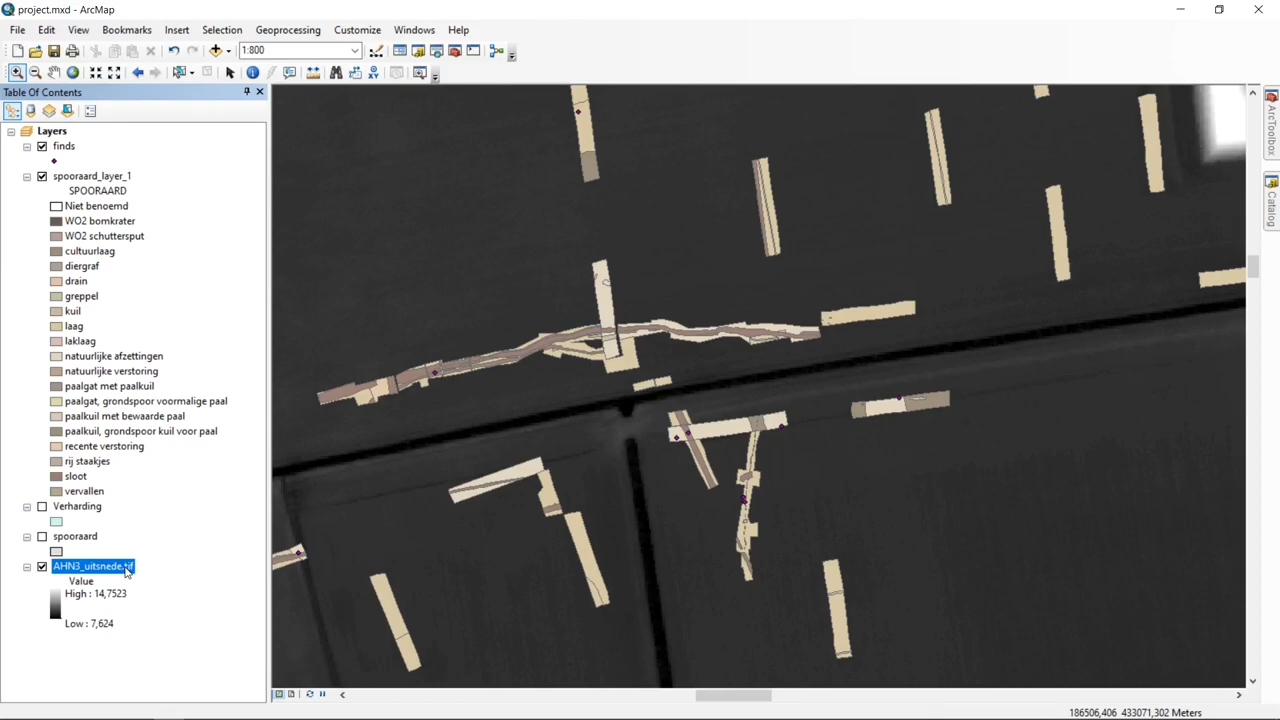 project.mxd - ArcMap
File Edit View Bookmarks Insert Selection Geoprocessing Customize Windows Help
1:800
Table Of Contents
Layers
finds
spooraard_layer_1
SPOORAARD
Niet benoemd
WO2 bomkrater
WO2 schuttersput
cultuurlaag
diergraf
drain
greppel
kuil
laag
laklaag
natuurlijke afzettingen
natuurlijke verstoring
paalgat met paalkuil
paalgat, grondspoor voormalige paal
paalkuil met bewaarde paal
paalkuil, grondspoor kuil voor paal
recente verstoring
rij staakjes
sloot
vervallen
Verharding
spooraard
AHN3_uitsnede.tif
Value
High : 14,7523
Low : 7,624
ArcToolbox
Catalog
186506,406 433071,302 Meters